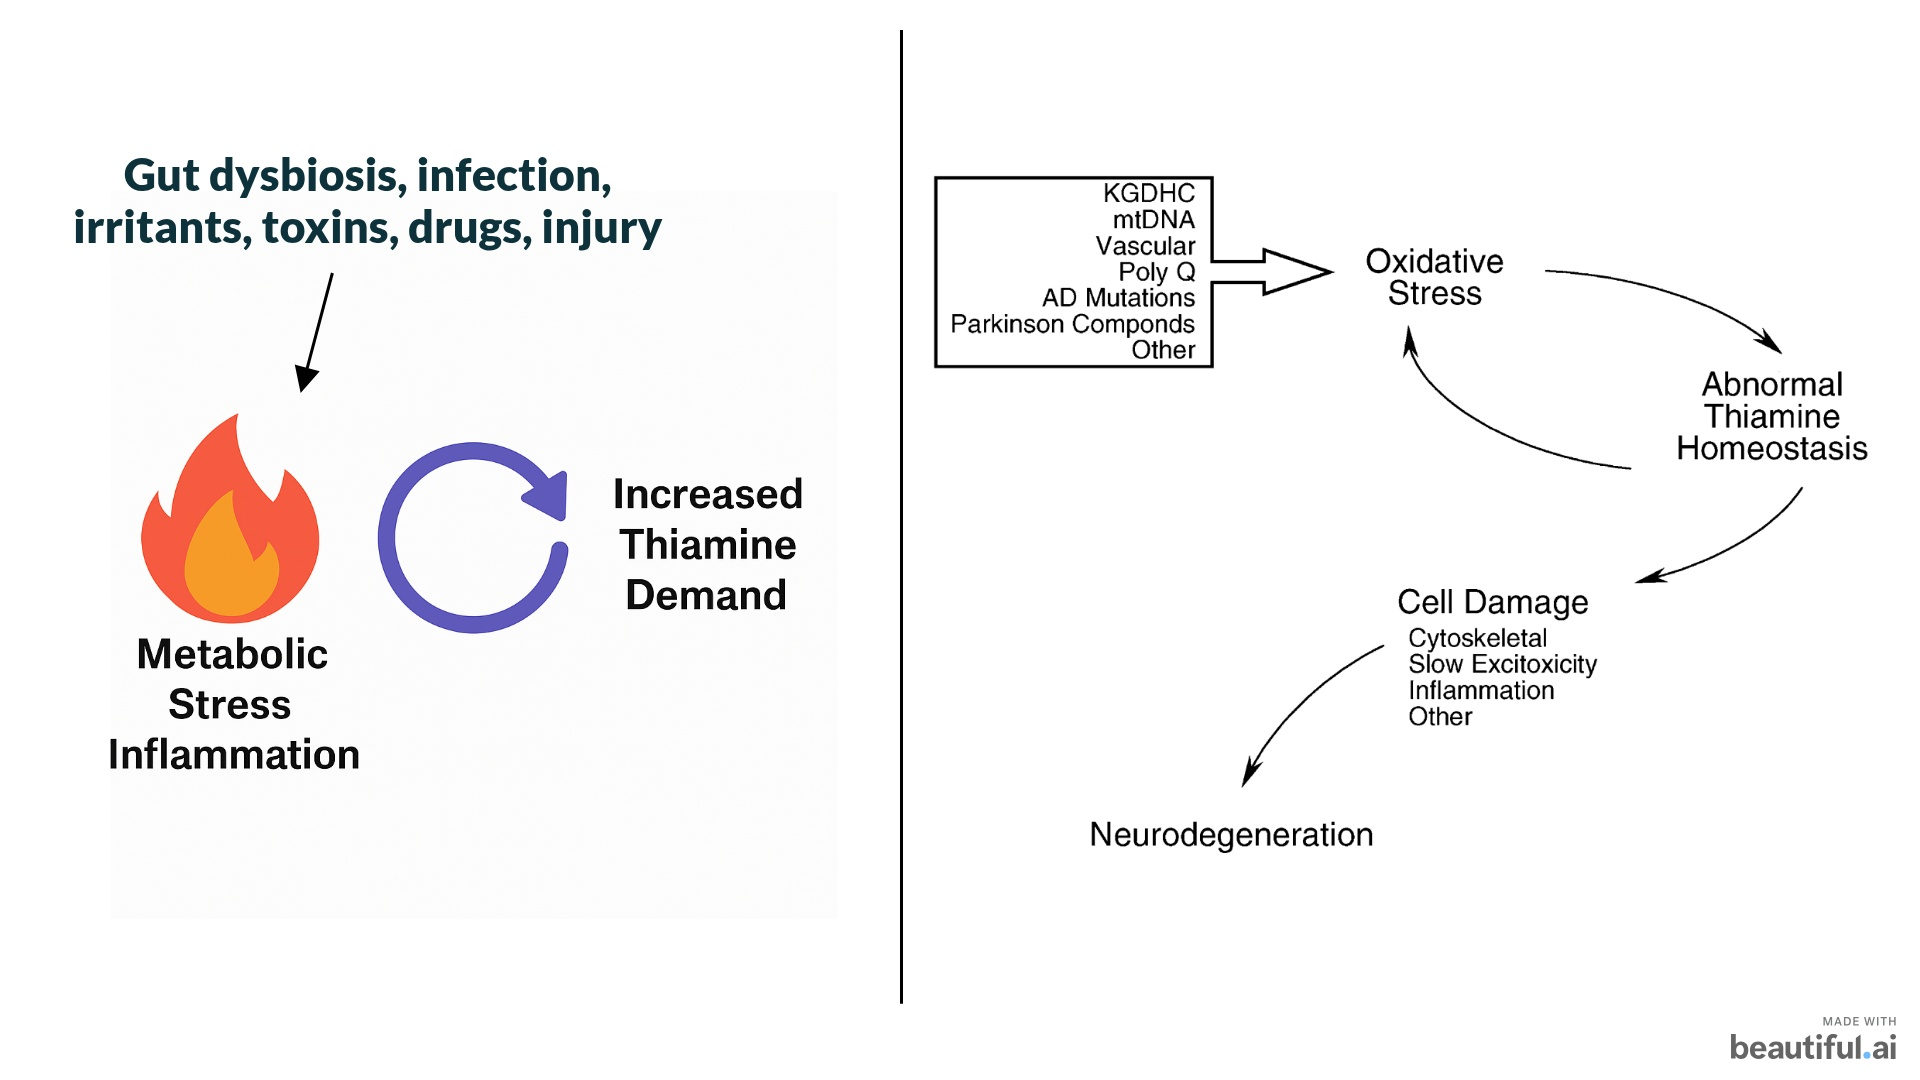 Gut dysbiosis, infection,
irritants, toxins, drugs, injury
Metabolic
Stress
Inflammation
Increased
Thiamine
Demand
KGDHC
mtDNA
Vascular
Poly Q
AD Mutations
Parkinson Componds
Other
Oxidative
Stress
Abnormal
Thiamine
Homeostasis
Cell Damage
Cytoskeletal
Slow Excitoxicity
Inflammation
Other
Neurodegeneration
MADE WITH
beautiful.ai